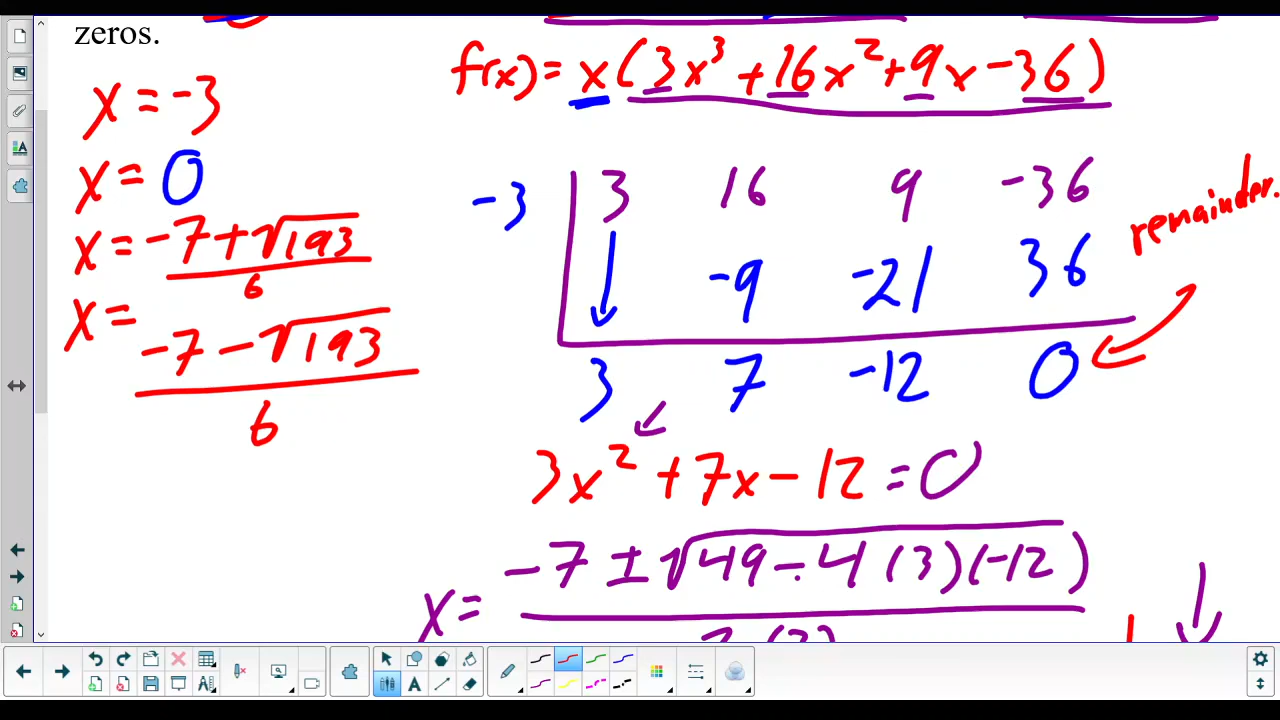 zeros.
f(x) = x(3x³ + 16x² + 9x - 36)
x = -3
x = 0
x = -7 + √193
6
x =
-7 - √193
6
-3 3 16 9 -36
-9 -21 36
3 7 -12 0
remainder.
3x² + 7x - 12 = 0
x = -7 ± √49 - 4(3)(-12)